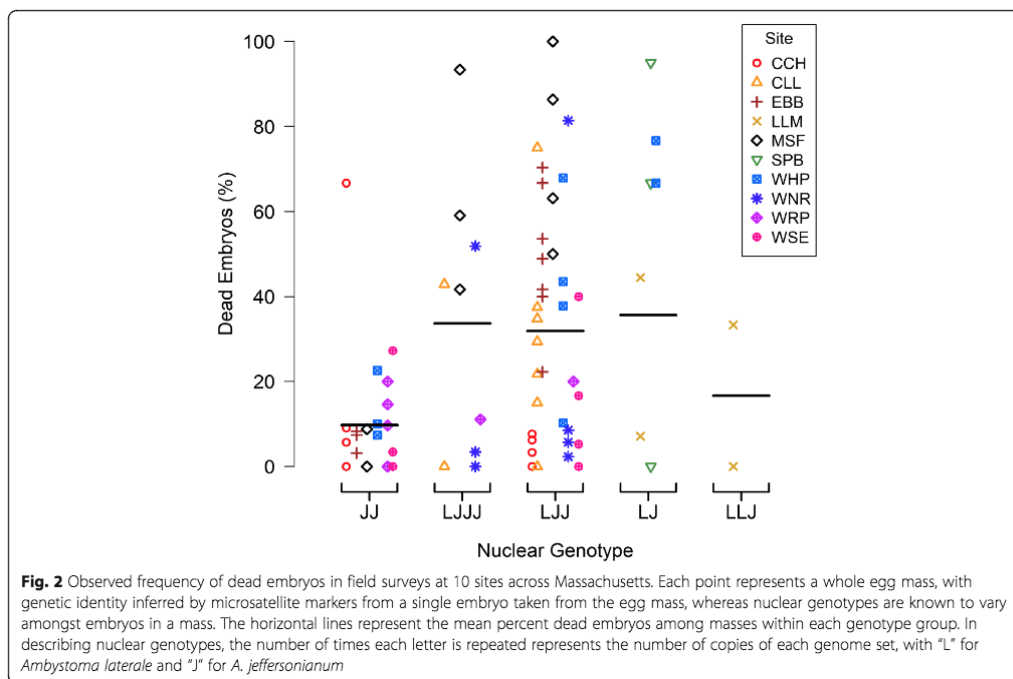 100
80
60
40
20
0
Dead Embryos (%)
Site
CCH
CLL
EBB
LLM
MSF
SPB
WHP
WNR
WRP
WSE
JJ LJJJ LJJ LJ LLJ
Nuclear Genotype
Fig. 2 Observed frequency of dead embryos in field surveys at 10 sites across Massachusetts. Each point represents a whole egg mass, with
genetic identity inferred by microsatellite markers from a single embryo taken from the egg mass, whereas nuclear genotypes are known to vary
amongst embryos in a mass. The horizontal lines represent the mean percent dead embryos among masses within each genotype group. In
describing nuclear genotypes, the number of times each letter is repeated represents the number of copies of each genome set, with “L” for
Ambystoma laterale and “J” for A. jeffersonianum